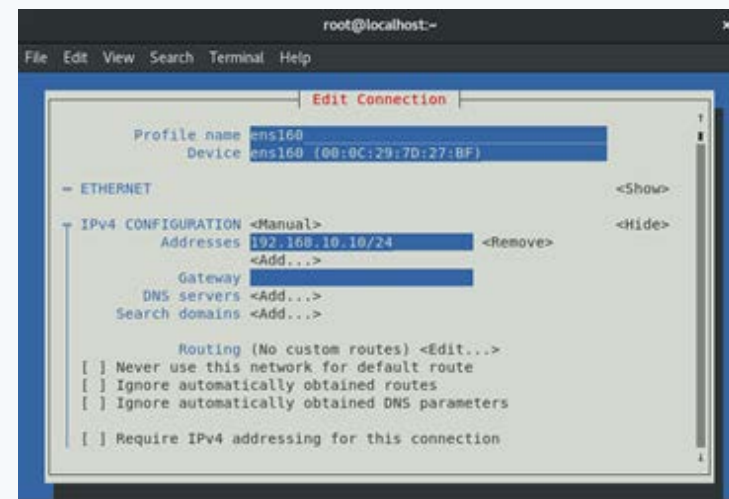 root@localhost:~
File Edit View Search Terminal Help
Edit Connection
Profile name ens160
Device ens160 (00:0C:29:7D:27:BF)
ETHERNET <Show>
IPv4 CONFIGURATION <Manual> <Hide>
Addresses 192.168.10.10/24 <Remove>
<Add...>
Gateway
DNS servers <Add...>
Search domains <Add...>
Routing (No custom routes) <Edit...>
[ ] Never use this network for default route
[ ] Ignore automatically obtained routes
[ ] Ignore automatically obtained DNS parameters
[ ] Require IPv4 addressing for this connection